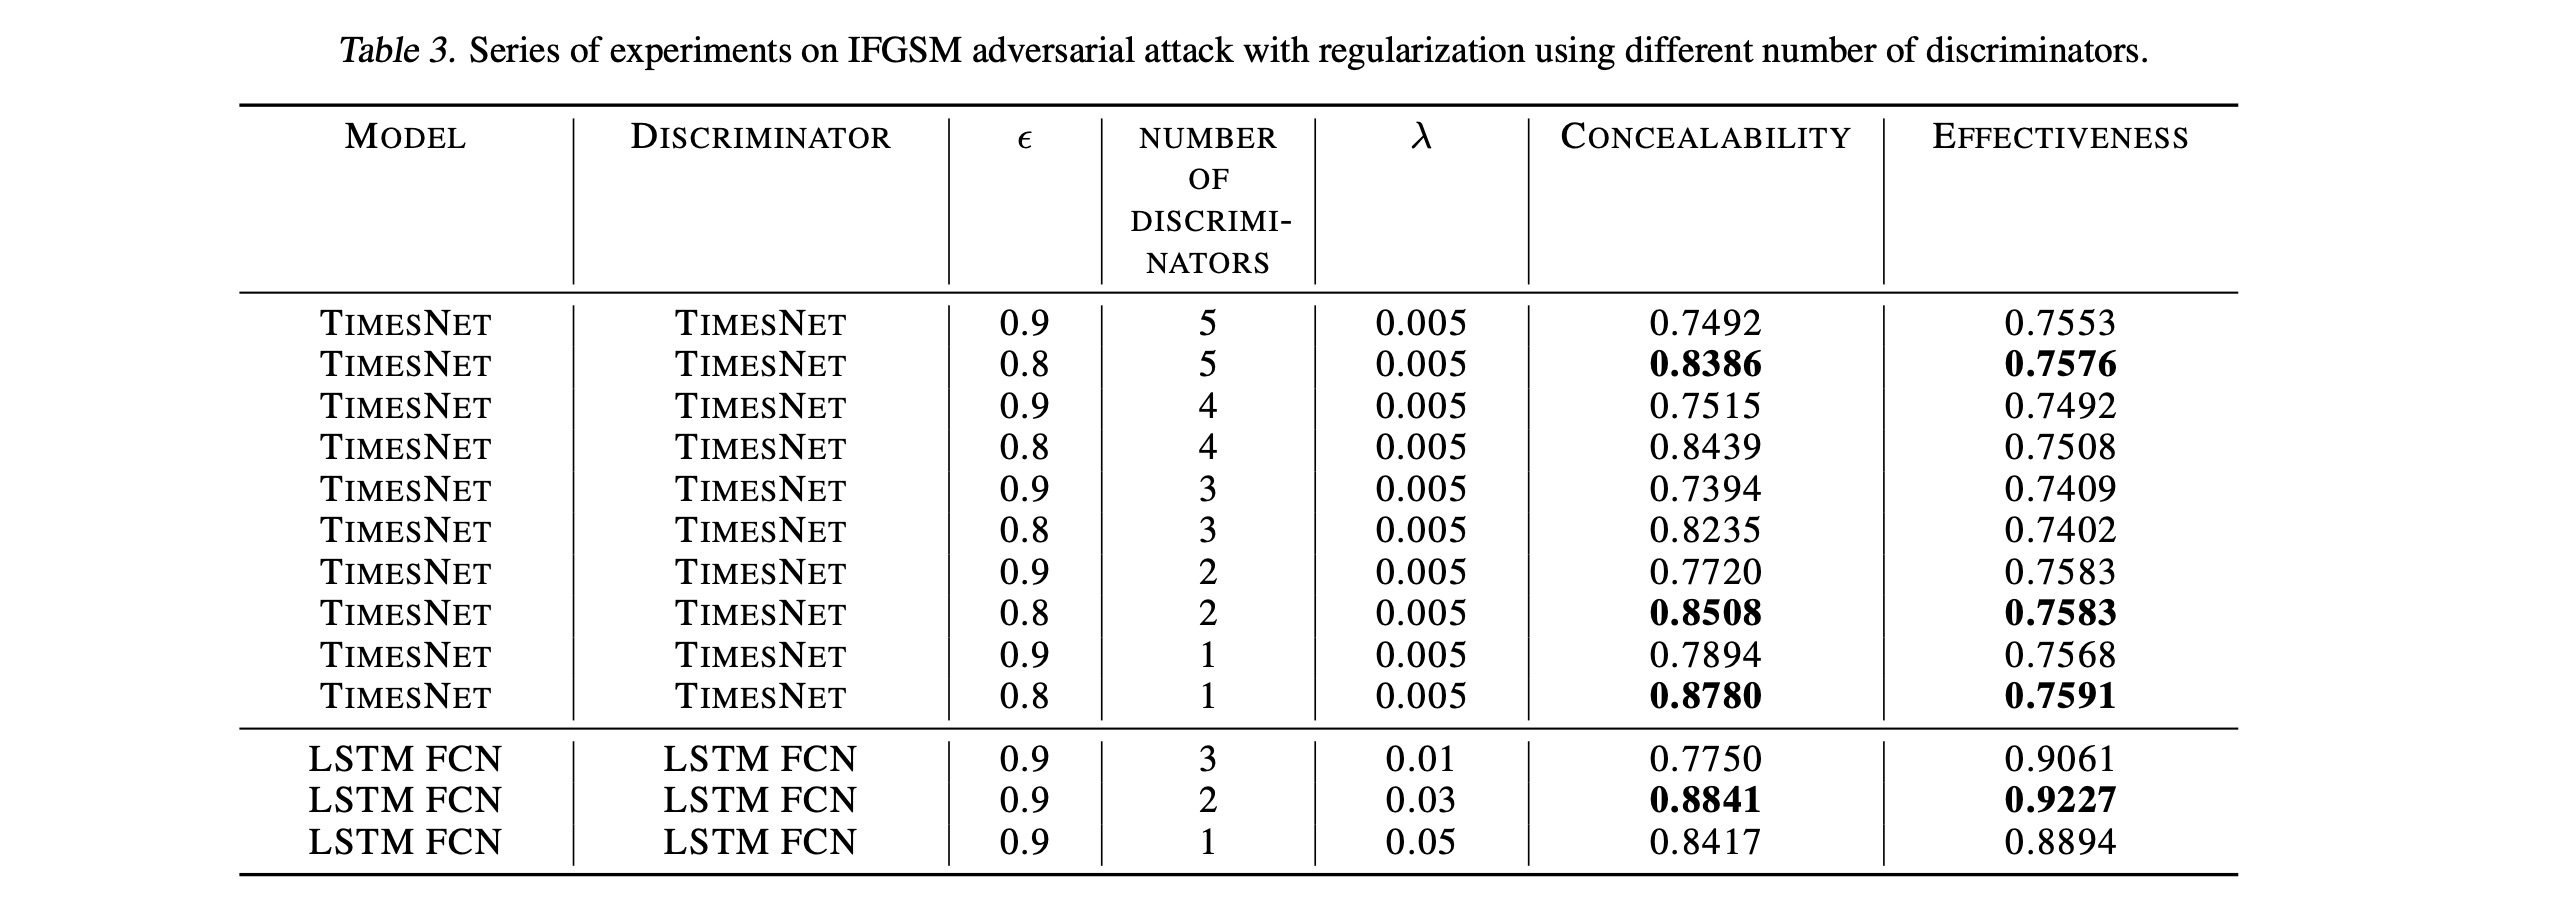 Table 3. Series of experiments on IFGSM adversarial attack with regularization using different number of discriminators.
MODEL DISCRIMINATOR ϵ NUMBER OF DISCRIMI-NATORS λ CONCEALABILITY EFFECTIVENESS
TIMESNET TIMESNET 0.9 5 0.005 0.7492 0.7553
TIMESNET TIMESNET 0.8 5 0.005 0.8386 0.7576
TIMESNET TIMESNET 0.9 4 0.005 0.7515 0.7492
TIMESNET TIMESNET 0.8 4 0.005 0.8439 0.7508
TIMESNET TIMESNET 0.9 3 0.005 0.7394 0.7409
TIMESNET TIMESNET 0.8 3 0.005 0.8235 0.7402
TIMESNET TIMESNET 0.9 2 0.005 0.7720 0.7583
TIMESNET TIMESNET 0.8 2 0.005 0.8508 0.7583
TIMESNET TIMESNET 0.9 1 0.005 0.7894 0.7568
TIMESNET TIMESNET 0.8 1 0.005 0.8780 0.7591
LSTM FCN LSTM FCN 0.9 3 0.01 0.7750 0.9061
LSTM FCN LSTM FCN 0.9 2 0.03 0.8841 0.9227
LSTM FCN LSTM FCN 0.9 1 0.05 0.8417 0.8894